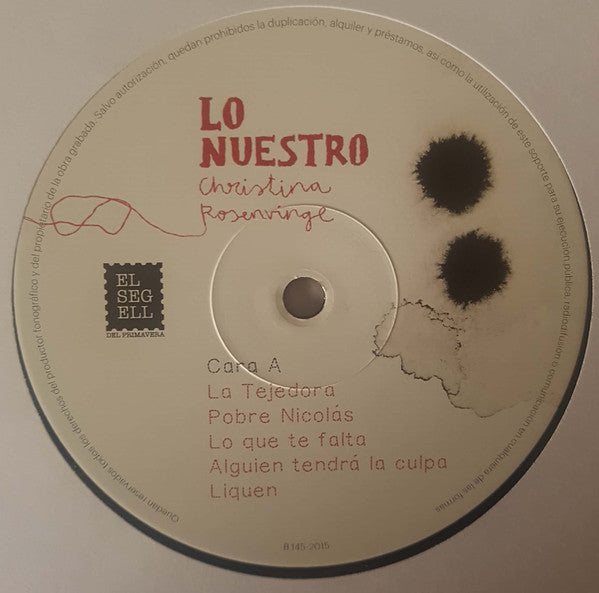 Quedan reservados todos los derechos del productor fonográfico y del propietario de la obra grabada. Salvo autorización, quedan prohibidos la duplicación, alquiler y préstamos, así como la utilización de este soporte para su ejecución pública, radiodifusión o comunicación en cualquiera de las formas
LO
NUESTRO
Christina
Rosenvinge
EL
SEG
ELL
DEL PRIMAVERA
Cara A
La Tejedora
Pobre Nicolás
Lo que te falta
Alguien tendrá la culpa
Liquen
B 145-2015